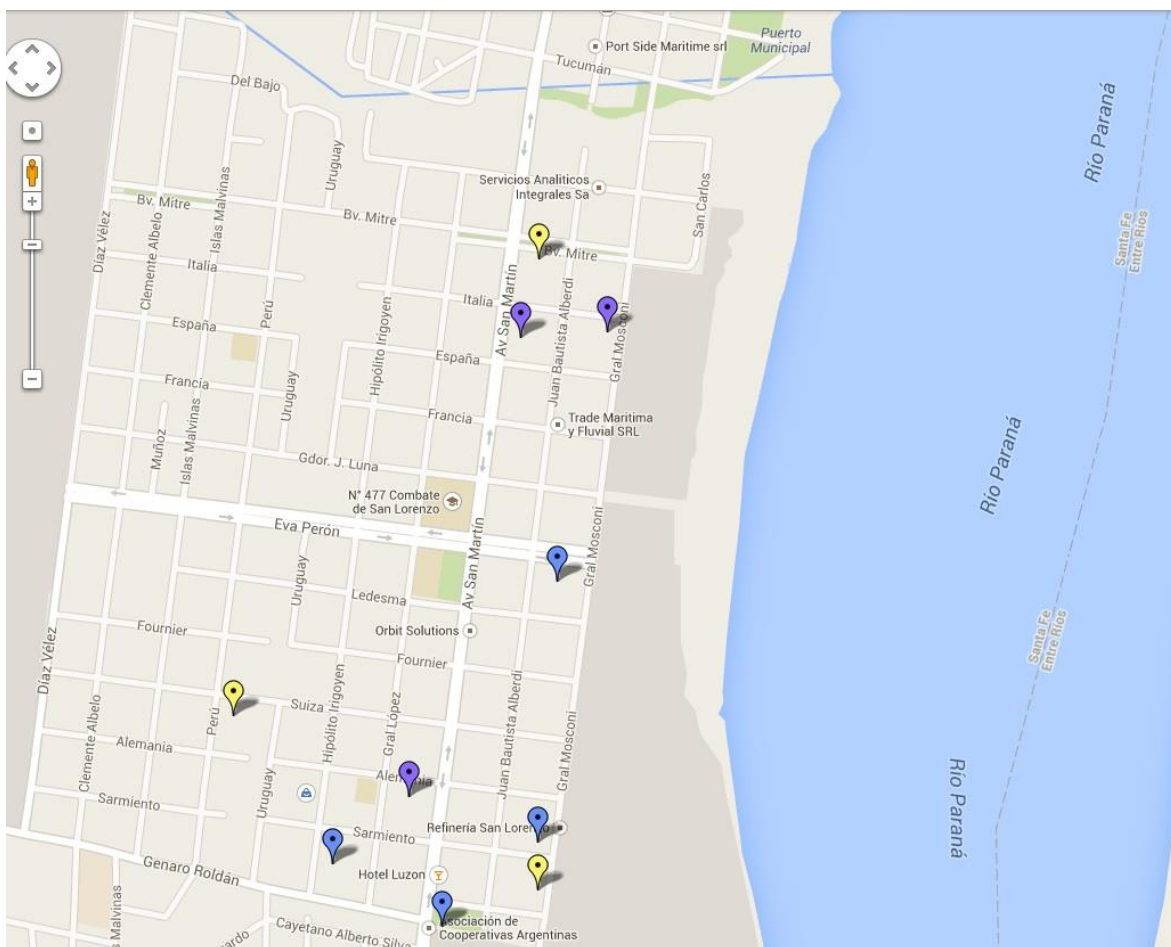 Port Side Maritime srl
Puerto
Municipal
Tucumán
Del Bajo
Río Paraná
Uruguay
Servicios Analiticos
Integrales Sa
Islas Malvinas
Bv. Mitre
Bv. Mitre
San Carlos
Santa Fe
Entre Ríos
Díaz Vélez
Clemente Albelo
Bv. Mitre
Italia
Italia
Perú
Hipólito Irigoyen
Av San Martín
Juan Bautista Alberdi
Gral Mosconi
España
España
Francia
Uruguay
Francia
Trade Maritima
y Fluvial SRL
Muñoz
Islas Malvinas
Gdor. J. Luna
Río Paraná
N° 477 Combate
de San Lorenzo
Eva Perón
Av San Martín
Gral Mosconi
Uruguay
Ledesma
Fournier
Orbit Solutions
Santa Fe
Entre Ríos
Díaz Vélez
Fournier
Clemente Albelo
Perú
Suiza
Hipólito Irigoyen
Gral López
Juan Bautista Alberdi
Gral Mosconi
Alemania
Alemania
Uruguay
Río Paraná
Sarmiento
Sarmiento
Refinería San Lorenzo
Genaro Roldán
Hotel Luzon
Islas Malvinas
Cayetano Alberto Silva
Asociación de
Cooperativas Argentinas